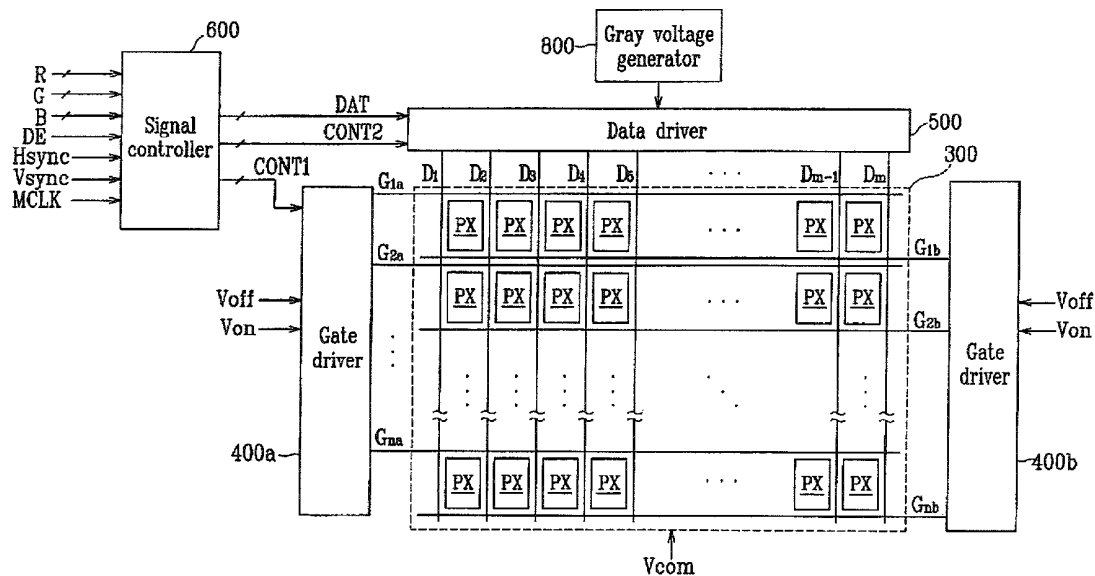 600
800
Gray voltage
generator
R
G
B
DE
Hsync
Vsync
MCLK
Signal
controller
DAT
CONT2
CONT1
Data driver
500
300
D1 D2 D3 D4 D5 . . . Dm-1 Dm
G1a
PX PX PX PX . . . PX PX
G1b
G2a
PX PX PX PX . . . PX PX
G2b
Voff
Von
Gate
driver
Voff
Von
Gate
driver
Gna
400a
400b
PX PX PX PX . . . PX PX
Gnb
Vcom